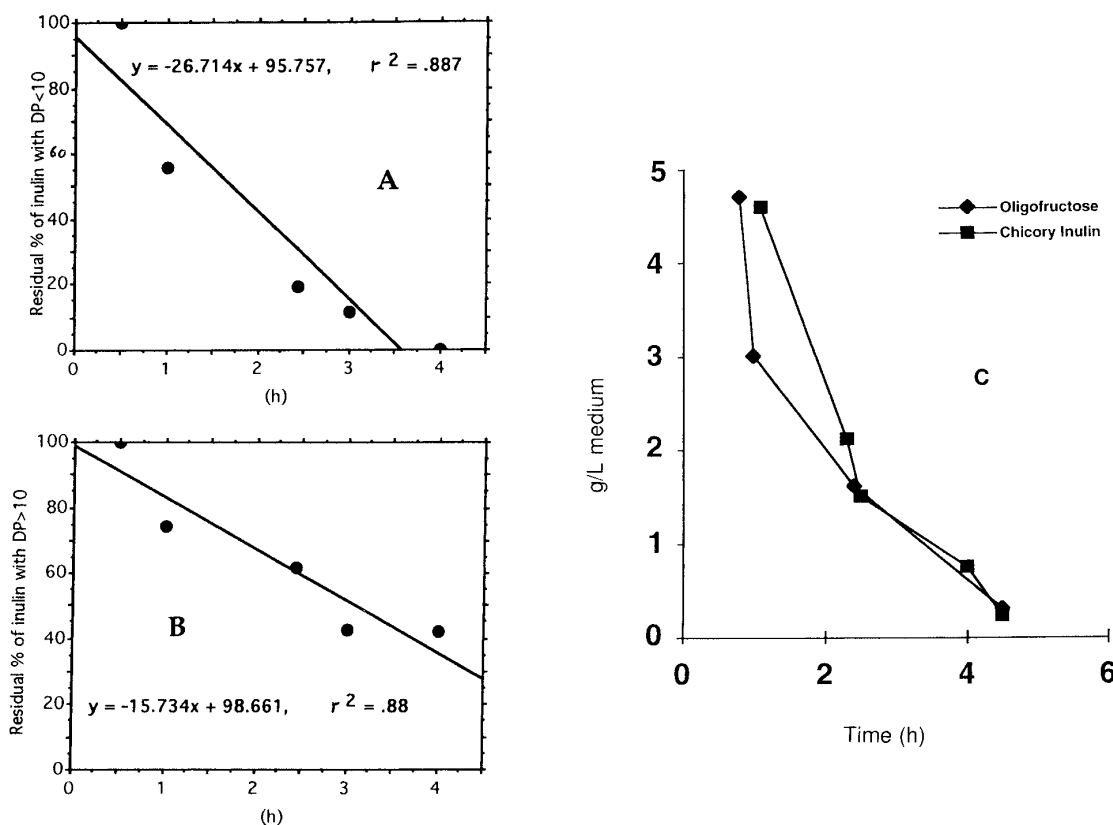 Residual % of inulin with DP<10
100
80
60
40
20
0
y = -26.714x + 95.757, r 2 = .887
A
0 1 2 3 4
(h)
Residual % of inulin with DP>10
100
80
60
40
20
0
B
y = -15.734x + 98.661, r 2 = .88
0 1 2 3 4
(h)
g/L medium
5
4
3
2
1
0
Oligofructose
Chicory Inulin
C
0 2 4 6
Time (h)